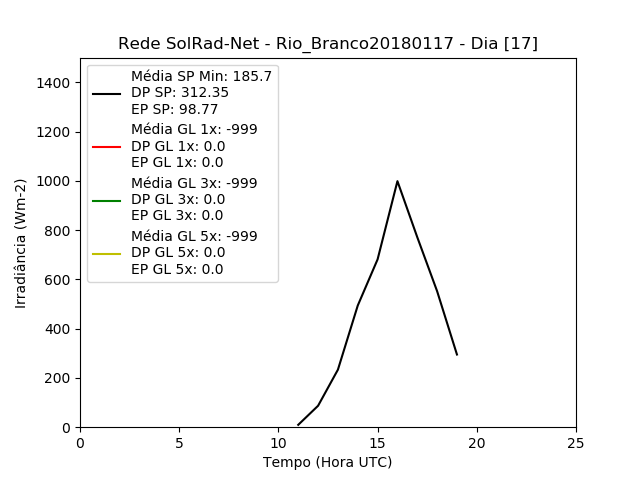 Rede SolRad-Net - Rio_Branco20180117 - Dia [17]
Média SP Min: 185.7
DP SP: 312.35
EP SP: 98.77
Média GL 1x: -999
DP GL 1x: 0.0
EP GL 1x: 0.0
Média GL 3x: -999
DP GL 3x: 0.0
EP GL 3x: 0.0
Média GL 5x: -999
DP GL 5x: 0.0
EP GL 5x: 0.0
Irradiância (Wm-2)
1400
1200
1000
800
600
400
200
0
0 5 10 15 20 25
Tempo (Hora UTC)